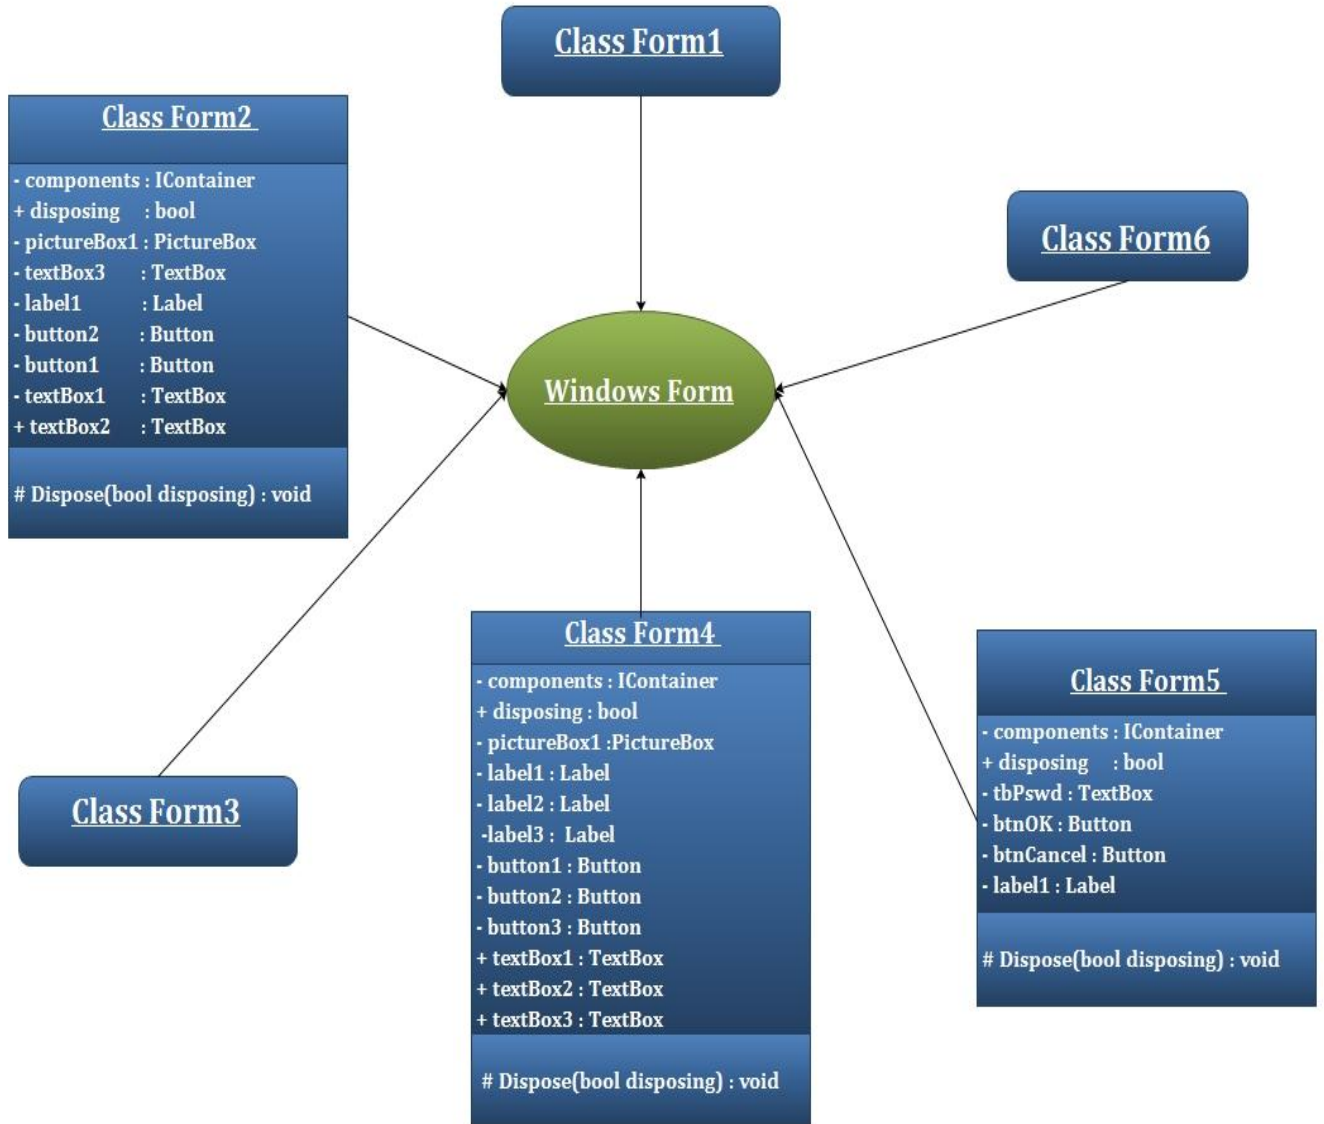 Class Form1
Class Form2
- components : IContainer
+ disposing : bool
- pictureBox1 : PictureBox
- textBox3 : TextBox
- label1 : Label
- button2 : Button
- button1 : Button
- textBox1 : TextBox
+ textBox2 : TextBox
# Dispose(bool disposing) : void
Class Form6
Windows Form
Class Form3
Class Form4
- components : IContainer
+ disposing : bool
- pictureBox1 :PictureBox
- label1 : Label
- label2 : Label
-label3 : Label
- button1 : Button
- button2 : Button
- button3 : Button
+ textBox1 : TextBox
+ textBox2 : TextBox
+ textBox3 : TextBox
# Dispose(bool disposing) : void
Class Form5
- components : IContainer
+ disposing : bool
- tbPswd : TextBox
- btnOK : Button
- btnCancel : Button
- label1 : Label
# Dispose(bool disposing) : void